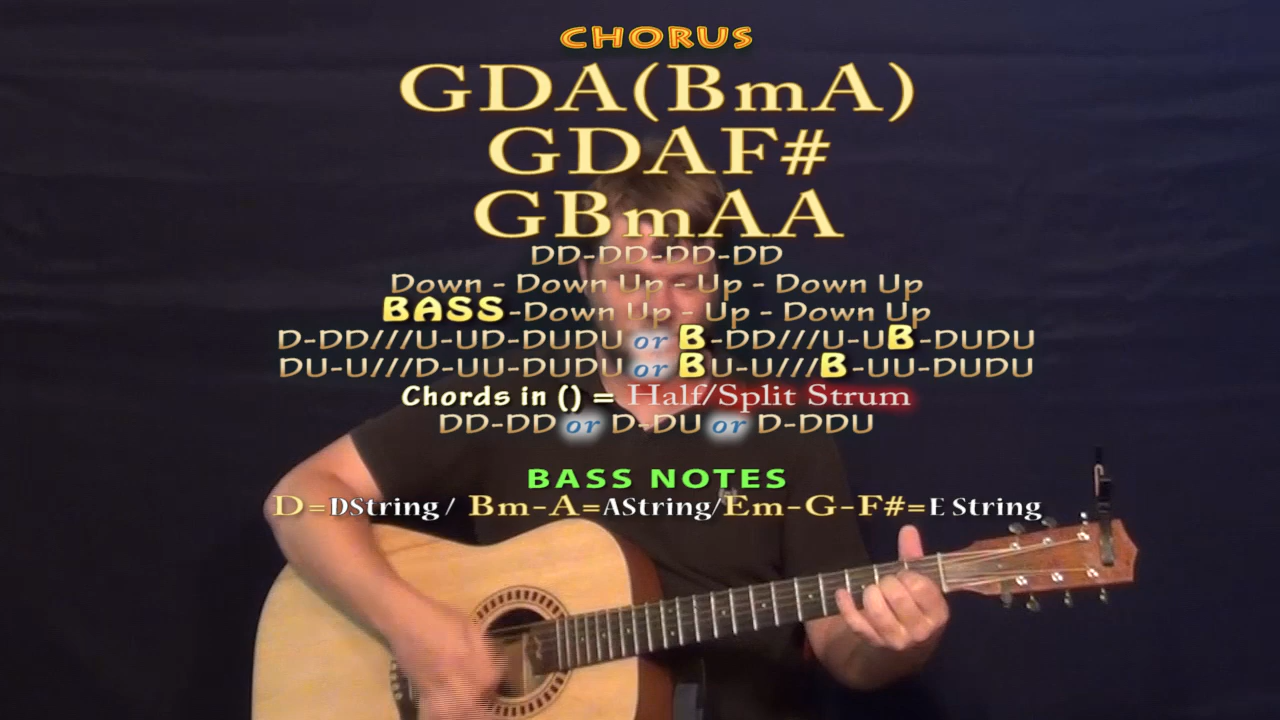 CHORUS
GDA(BmA)
GDAF#
GBmAA
DD-DD-DD-DD
Down - Down Up - Up - Down Up
BASS-Down Up - Up - Down Up
D-DD///U-UD-DUDU or B-DD///U-UB-DUDU
DU-U///D-UU-DUDU or BU-U///B-UU-DUDU
Chords in () = Half/Split Strum
DD-DD or D-DU or D-DDU
BASS NOTES
D=DString / Bm-A=AString/Em-G-F#=E String